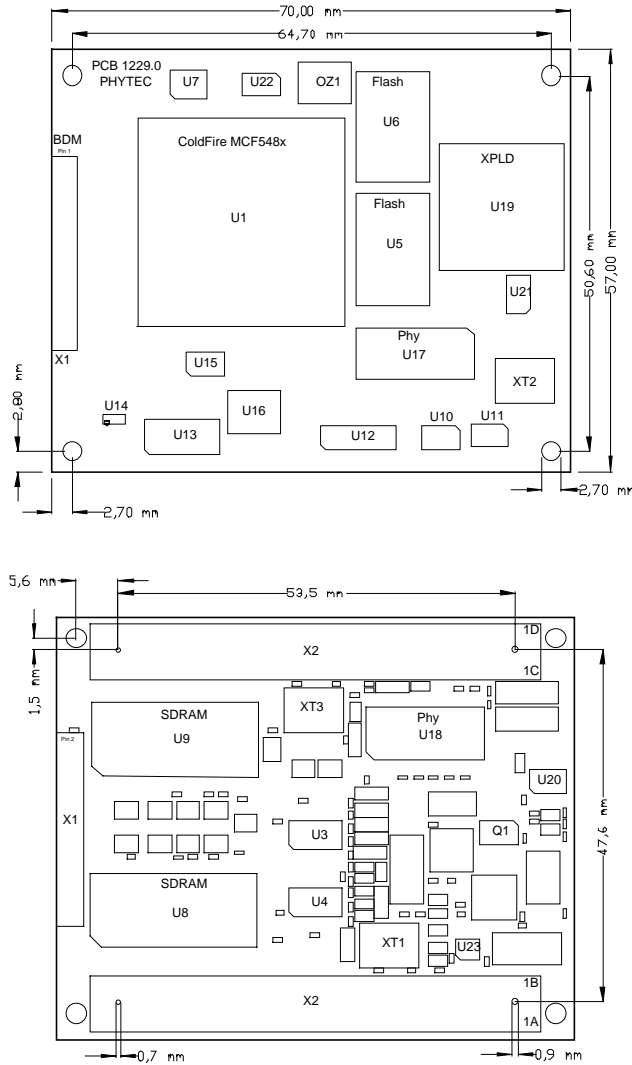 70,00 mm
64,70 mm
PCB 1229.0
PHYTEC
U7
U22
OZ1
Flash
U6
BDM
Pin 1
ColdFire MCF548x
U1
XPLD
U19
Flash
U5
50,60 mm
57,00 mm
U21
Phy
U17
X1
U15
XT2
2,80 mm
U14
U16
U13
U12
U10
U11
2,70 mm
2,70 mm
5,6 mm
53,5 mm
1,5 mm
X2
1D
1C
XT3
SDRAM
U9
Phy
U18
Pin 2
U20
X1
U3
Q1
47,6 mm
SDRAM
U8
U4
XT1
U23
X2
1B
1A
0,7 mm
0,9 mm